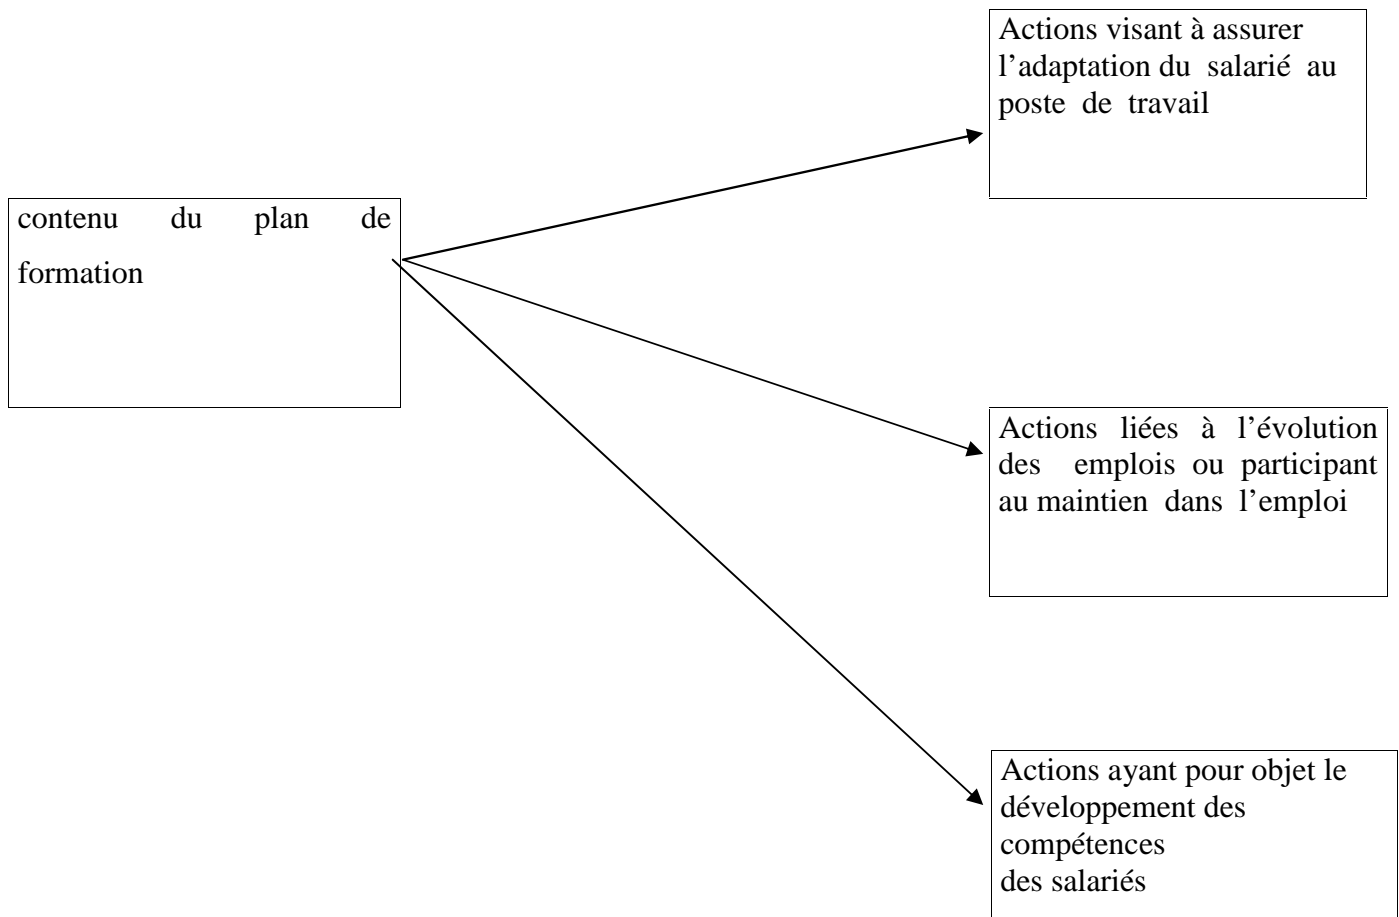 Actions visant à assurer
l’adaptation du salarié au
poste de travail
contenu du plan de
formation
Actions liées à l’évolution
des emplois ou participant
au maintien dans l’emploi
Actions ayant pour objet le
développement des
compétences
des salariés